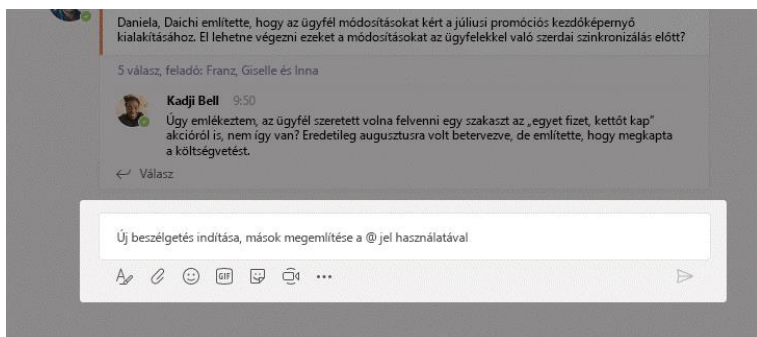 Daniela, Daichi említette, hogy az ügyfél módosításokat kért a júliusi promóciós kezdőképernyő
kialakításához. El lehetne végezni ezeket a módosításokat az ügyfelekkel való szerdai szinkronizálás előtt?
5 válasz, feladó: Franz, Giselle és Inna
Kadji Bell 9:50
Úgy emlékeztem, az ügyfél szeretett volna felvenni egy szakaszt az „egyet fizet, kettőt kap”
akcióról is, nem így van? Eredetileg augusztusra volt betervezve, de említette, hogy megkapta
a költségvetést.
Válasz
Új beszélgetés indítása, mások megemlítése a @ jel használatával
GIF